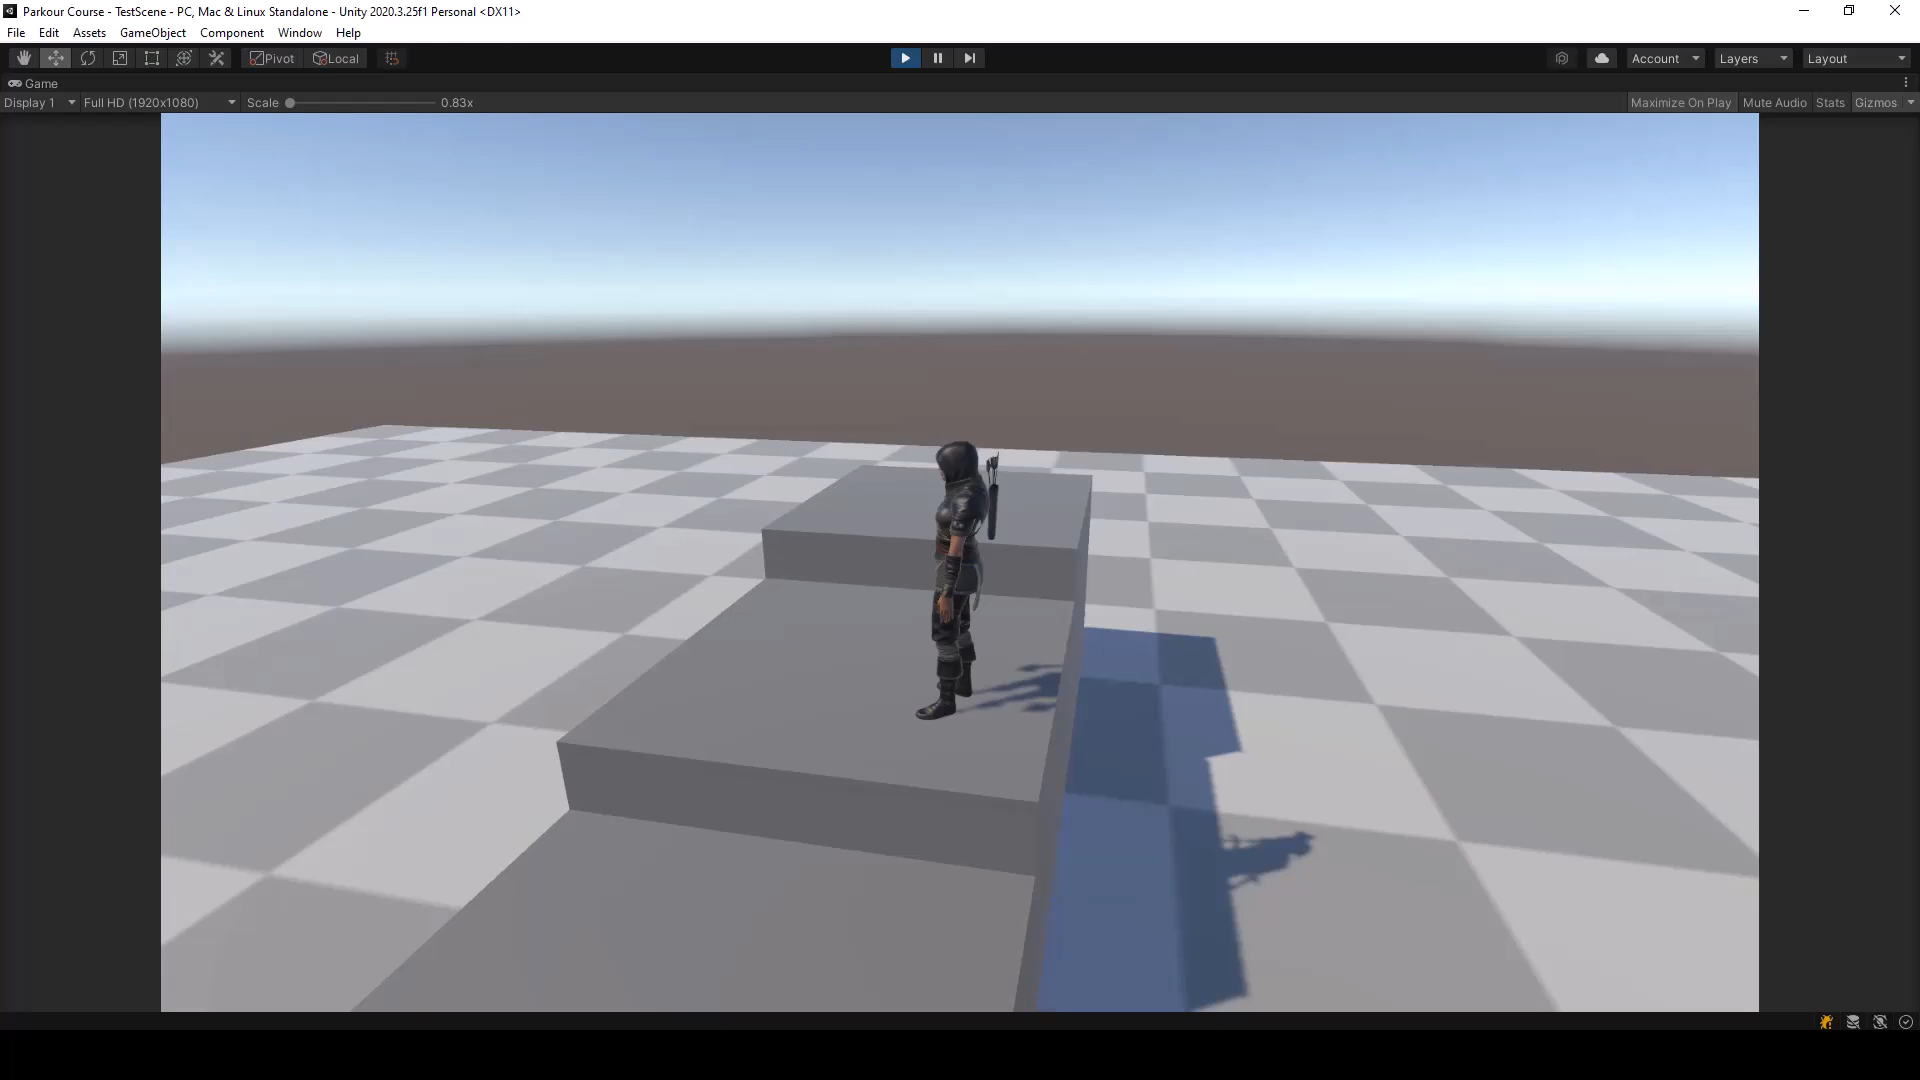 Parkour Course - TestScene - PC, Mac & Linux Standalone - Unity 2020.3.25f1 Personal <DX11>
File Edit Assets GameObject Component Window Help
Pivot Local Account Layers Layout
Game
Display 1 Full HD (1920x1080) Scale 0.83x Maximize On Play Mute Audio Stats Gizmos